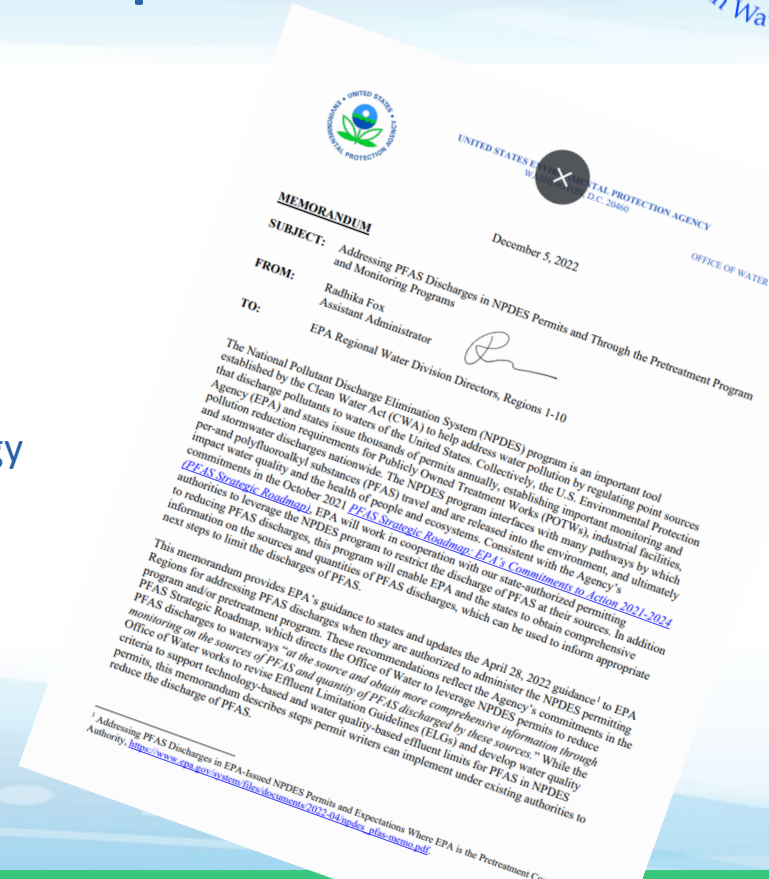 n Wa
gy
UNITED STATES
ENVIRONMENTAL PROTECTION AGENCY
UNITED STATES ENVIRONMENTAL PROTECTION AGENCY
D.C. 20460
OFFICE OF WATER
December 5, 2022
MEMORANDUM
SUBJECT: Addressing PFAS Discharges in NPDES Permits and Through the Pretreatment Program
and Monitoring Programs
FROM: Radhika Fox
Assistant Administrator
TO: EPA Regional Water Division Directors, Regions 1-10
The National Pollutant Discharge Elimination System (NPDES) program is an important tool
established by the Clean Water Act (CWA) to help address water pollution by regulating point sources
that discharge pollutants to waters of the United States. Collectively, the U.S. Environmental Protection
Agency (EPA) and states issue thousands of permits annually, establishing important monitoring and
pollution reduction requirements for Publicly Owned Treatment Works (POTWs), industrial facilities,
and stormwater discharges nationwide. The NPDES program interfaces with many pathways by which
per-and polyfluoroalkyl substances (PFAS) travel and are released into the environment, and ultimately
impact water quality and the health of people and ecosystems. Consistent with the Agency's
commitments in the October 2021 PFAS Strategic Roadmap: EPA's Commitments to Action 2021-2024
(PFAS Strategic Roadmap), EPA will work in cooperation with our state-authorized permitting
authorities to leverage the NPDES program to restrict the discharge of PFAS at their sources. In addition
to reducing PFAS discharges, this program will enable EPA and the states to obtain comprehensive
information on the sources and quantities of PFAS discharges, which can be used to inform appropriate
next steps to limit the discharges of PFAS.
This memorandum provides EPA's guidance to states and updates the April 28, 2022 guidance¹ to EPA
Regions for addressing PFAS discharges when they are authorized to administer the NPDES permitting
program and/or pretreatment program. These recommendations reflect the Agency's commitments in the
PFAS Strategic Roadmap, which directs the Office of Water to leverage NPDES permits to reduce
PFAS discharges to waterways "at the source and obtain more comprehensive information through
monitoring on the sources of PFAS and quantity of PFAS discharged by these sources." While the
Office of Water works to revise Effluent Limitation Guidelines (ELGs) and develop water quality
criteria to support technology-based and water quality-based effluent limits for PFAS in NPDES
permits, this memorandum describes steps permit writers can implement under existing authorities to
reduce the discharge of PFAS.
¹ Addressing PFAS Discharges in EPA-Issued NPDES Permits and Expectations Where EPA is the Pretreatment Co
Authority, https://www.epa.gov/system/files/documents/2022-04/npdes_pfas-memo.pdf.